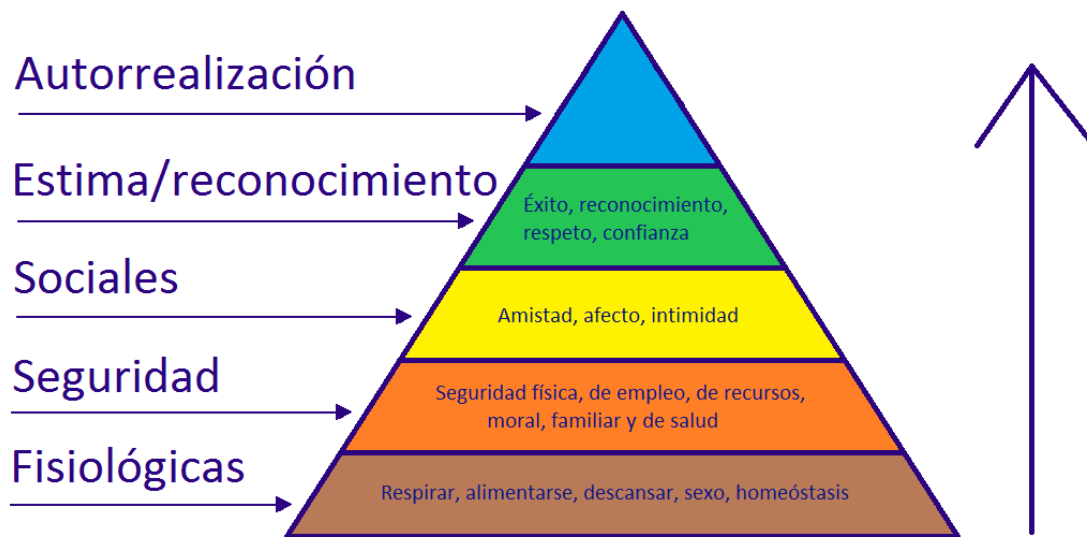 Autorrealización
Estima/reconocimiento
Éxito, reconocimiento,
respeto, confianza
Sociales
Amistad, afecto, intimidad
Seguridad
Seguridad física, de empleo, de recursos,
moral, familiar y de salud
Fisiológicas
Respirar, alimentarse, descansar, sexo, homeóstasis